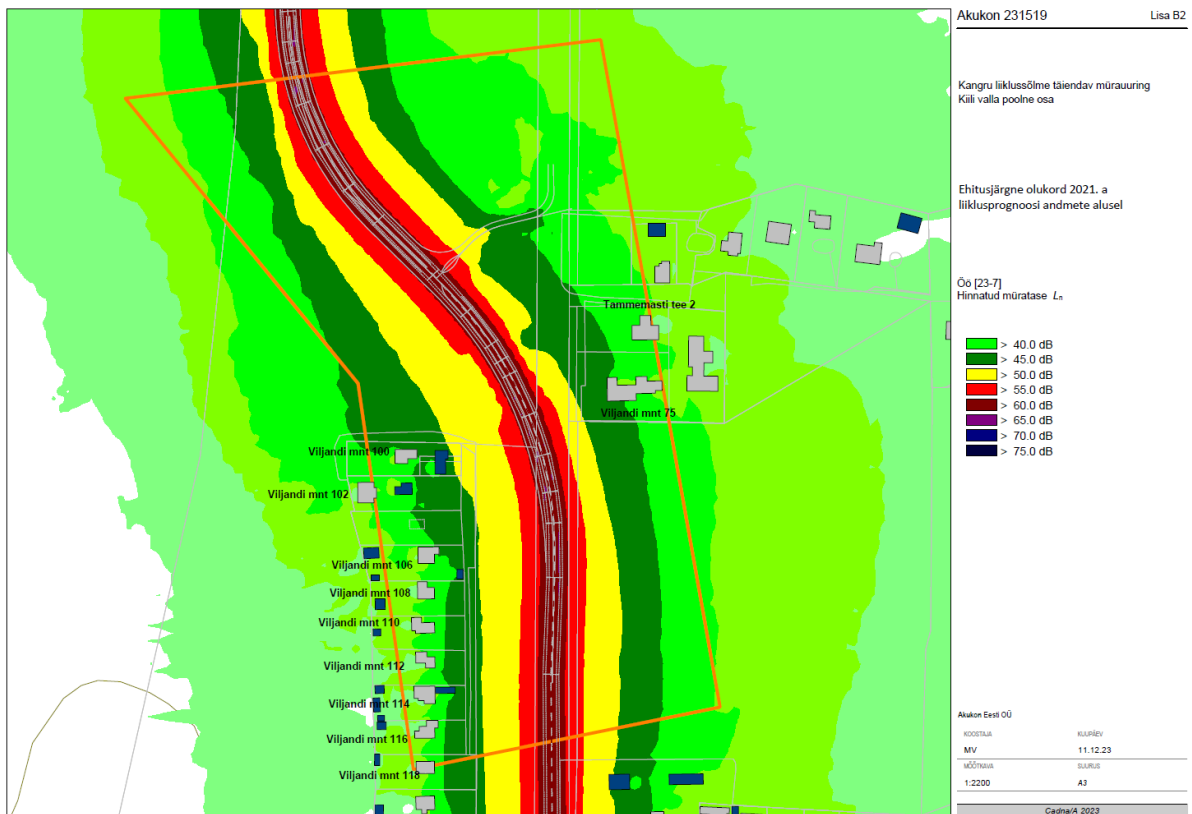 Akukon 231519 Lisa B2
Kangru liiklussõlme täiendav mürauuring
Kiili valla poolne osa
Ehitusjärgne olukord 2021. a
liiklusprognoosi andmete alusel
Öö [23-7]
Hinnatud müratase Ln
> 40.0 dB
> 45.0 dB
> 50.0 dB
> 55.0 dB
> 60.0 dB
> 65.0 dB
> 70.0 dB
> 75.0 dB
Tammemasti tee 2
Viljandi mnt 75
Viljandi mnt 100
Viljandi mnt 102
Viljandi mnt 106
Viljandi mnt 108
Viljandi mnt 110
Viljandi mnt 112
Viljandi mnt 114
Viljandi mnt 116
Viljandi mnt 118
Akukon Eesti OÜ
KOOSTAJA KUUPÄEV
MV 11.12.23
MÕÕTKAVA SUURUS
1:2200 A3
CadnaA 2023